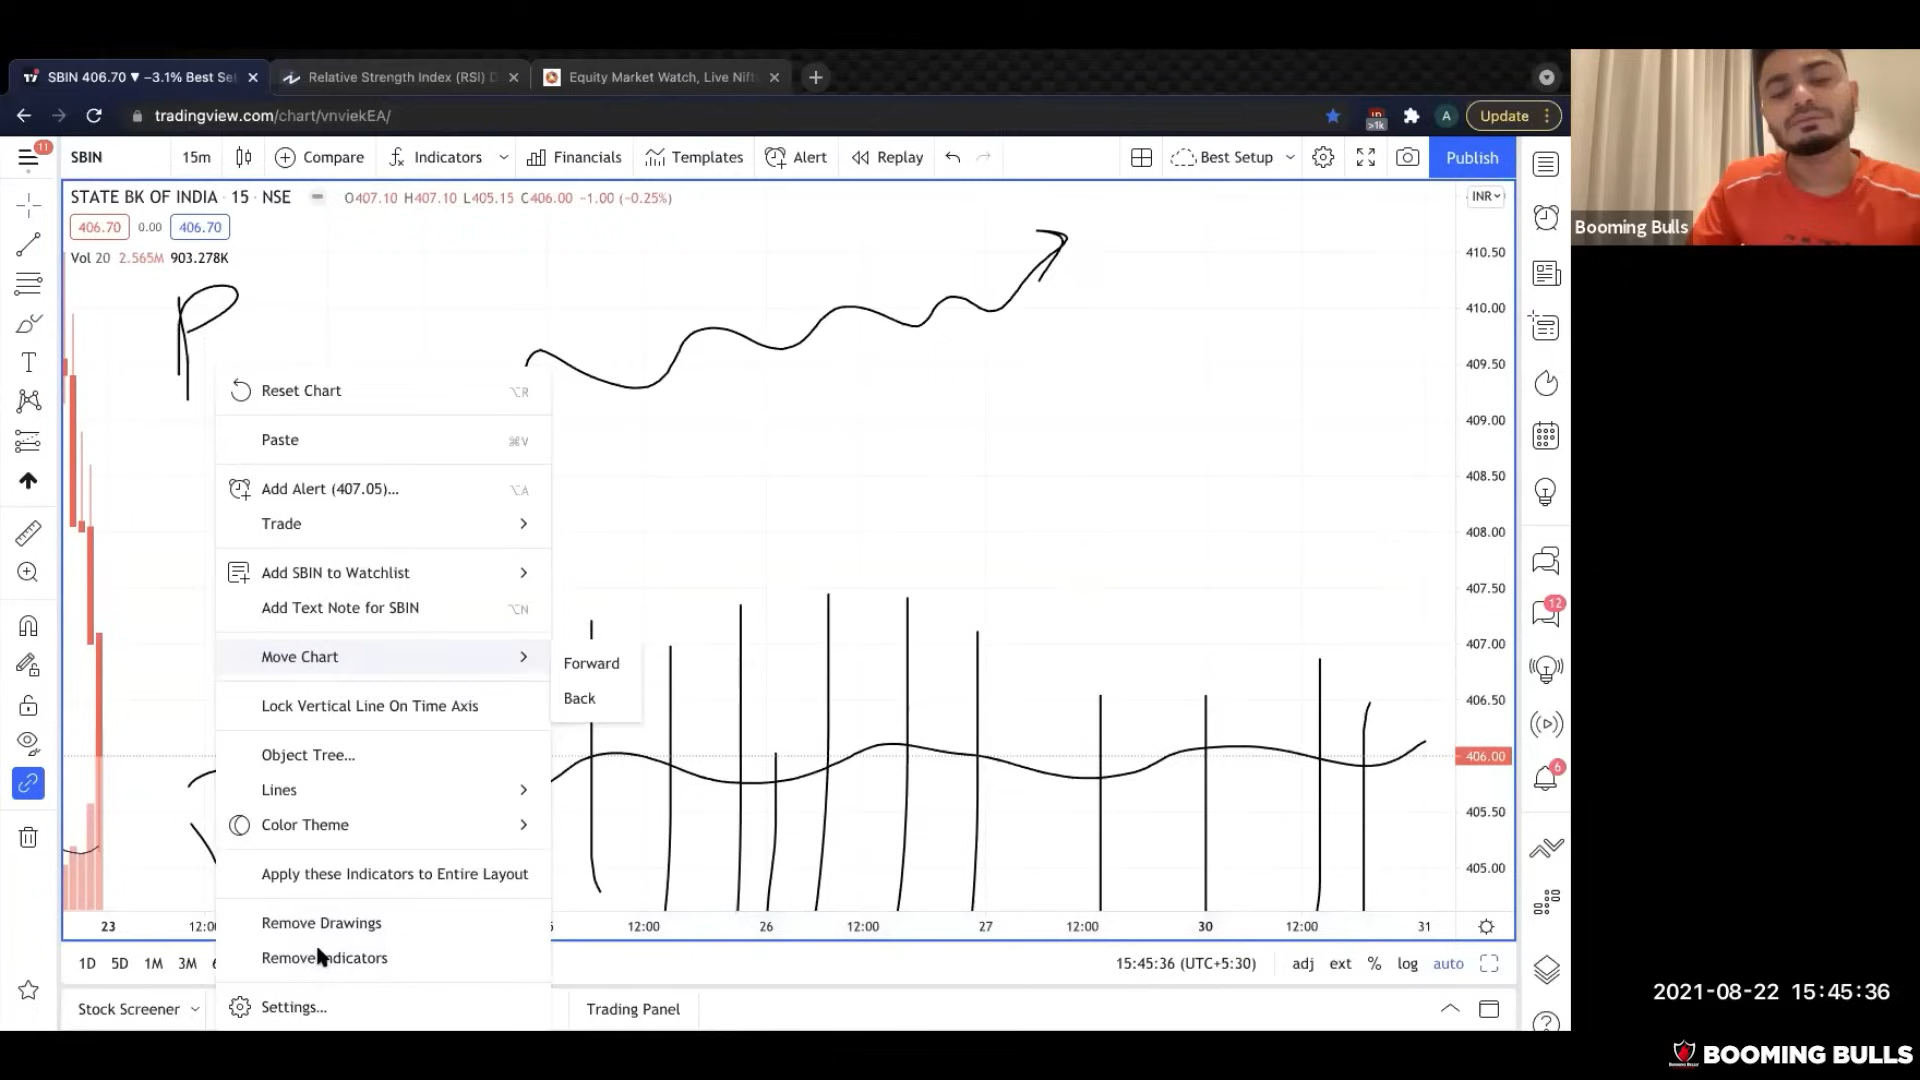 SBIN 406.70 ▼ −3.1% Best Se
Relative Strength Index (RSI)
Equity Market Watch, Live Nift
tradingview.com/chart/vnviekEA/
>1k
A
Update
11
SBIN
15m
Compare
Indicators
Financials
Templates
Alert
Replay
Best Setup
Publish
STATE BK OF INDIA · 15 · NSE
O407.10 H407.10 L405.15 C406.00 −1.00 (−0.25%)
INR
406.70
0.00
406.70
Vol 20 2.565M 903.278K
P
Booming Bulls
410.50
410.00
409.50
409.00
408.50
408.00
407.50
407.00
406.50
406.00
405.50
405.00
Reset Chart ⌥R
Paste ⌘V
Add Alert (407.05)... ⌥A
Trade
Add SBIN to Watchlist
Add Text Note for SBIN ⌥N
Move Chart
Forward
Back
Lock Vertical Line On Time Axis
Object Tree...
Lines
Color Theme
Apply these Indicators to Entire Layout
Remove Drawings
Remove Indicators
Settings...
12
6
23
12:00
26
12:00
27
12:00
30
12:00
31
1D 5D 1M 3M
15:45:36 (UTC+5:30)
adj ext % log auto
Stock Screener
Trading Panel
2021-08-22 15:45:36
BOOMING BULLS